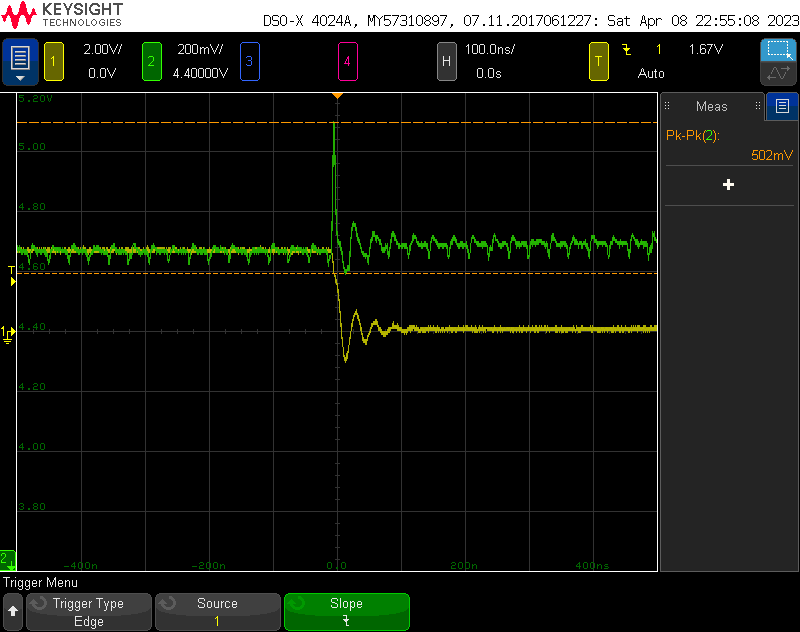 KEYSIGHT
TECHNOLOGIES
DSO-X 4024A, MY57310897, 07.11.2017061227: Sat Apr 08 22:55:08 2023
1 2.00V/ 2 200mV/ 3 4 H 100.0ns/ T 1 1.67V
0.0V 4.40000V 0.0s Auto
Meas
Pk-Pk(2):
502mV
5.20V
5.00
4.80
4.60
T
4.40
1
4.20
4.00
3.80
2
-400n -200n 0.0 200n 400ns
Trigger Menu
Trigger Type Source Slope
Edge 1